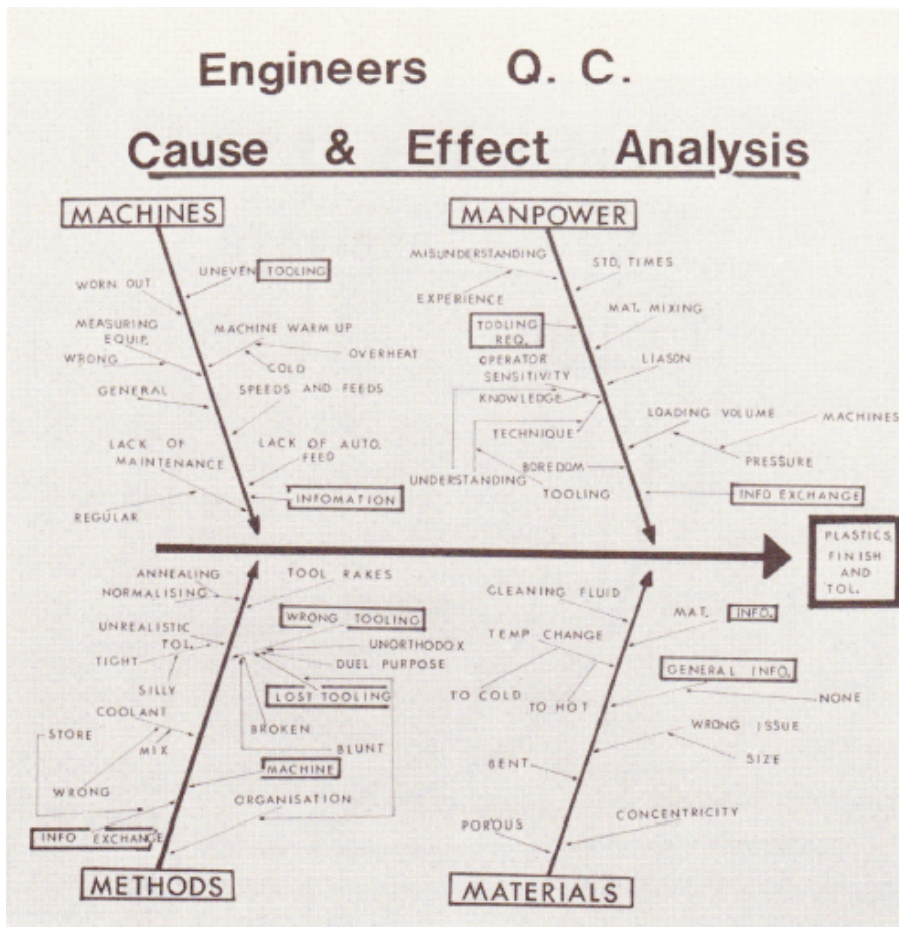 Engineers Q. C.
Cause & Effect Analysis
MACHINES
UNEVEN TOOLING
WORN OUT
MEASURING
EQUIP.
WRONG
MACHINE WARM UP
OVERHEAT
COLD
GENERAL
SPEEDS AND FEEDS
LACK OF
MAINTENANCE
LACK OF AUTO.
FEED
INFOMATION
REGULAR
MANPOWER
MISUNDERSTANDING
EXPERIENCE
STD. TIMES
TOOLING
REQ.
MAT. MIXING
OPERATOR
SENSITIVITY
KNOWLEDGE
LIASON
TECHNIQUE
LOADING VOLUME
MACHINES
PRESSURE
BOREDOM
UNDERSTANDING
TOOLING
INFO EXCHANGE
PLASTICS
FINISH
AND
TOL.
ANNEALING
NORMALISING
TOOL RAKES
UNREALISTIC
TOL.
TIGHT
SILLY
WRONG TOOLING
UNORTHODOX
DUEL PURPOSE
LOST TOOLING
COOLANT
STORE
MIX
BROKEN
BLUNT
WRONG
MACHINE
ORGANISATION
INFO EXCHANGE
METHODS
CLEANING FLUID
MAT. INFO.
TEMP CHANGE
TO COLD
TO HOT
GENERAL INFO.
NONE
WRONG ISSUE
SIZE
BENT
POROUS
CONCENTRICITY
MATERIALS